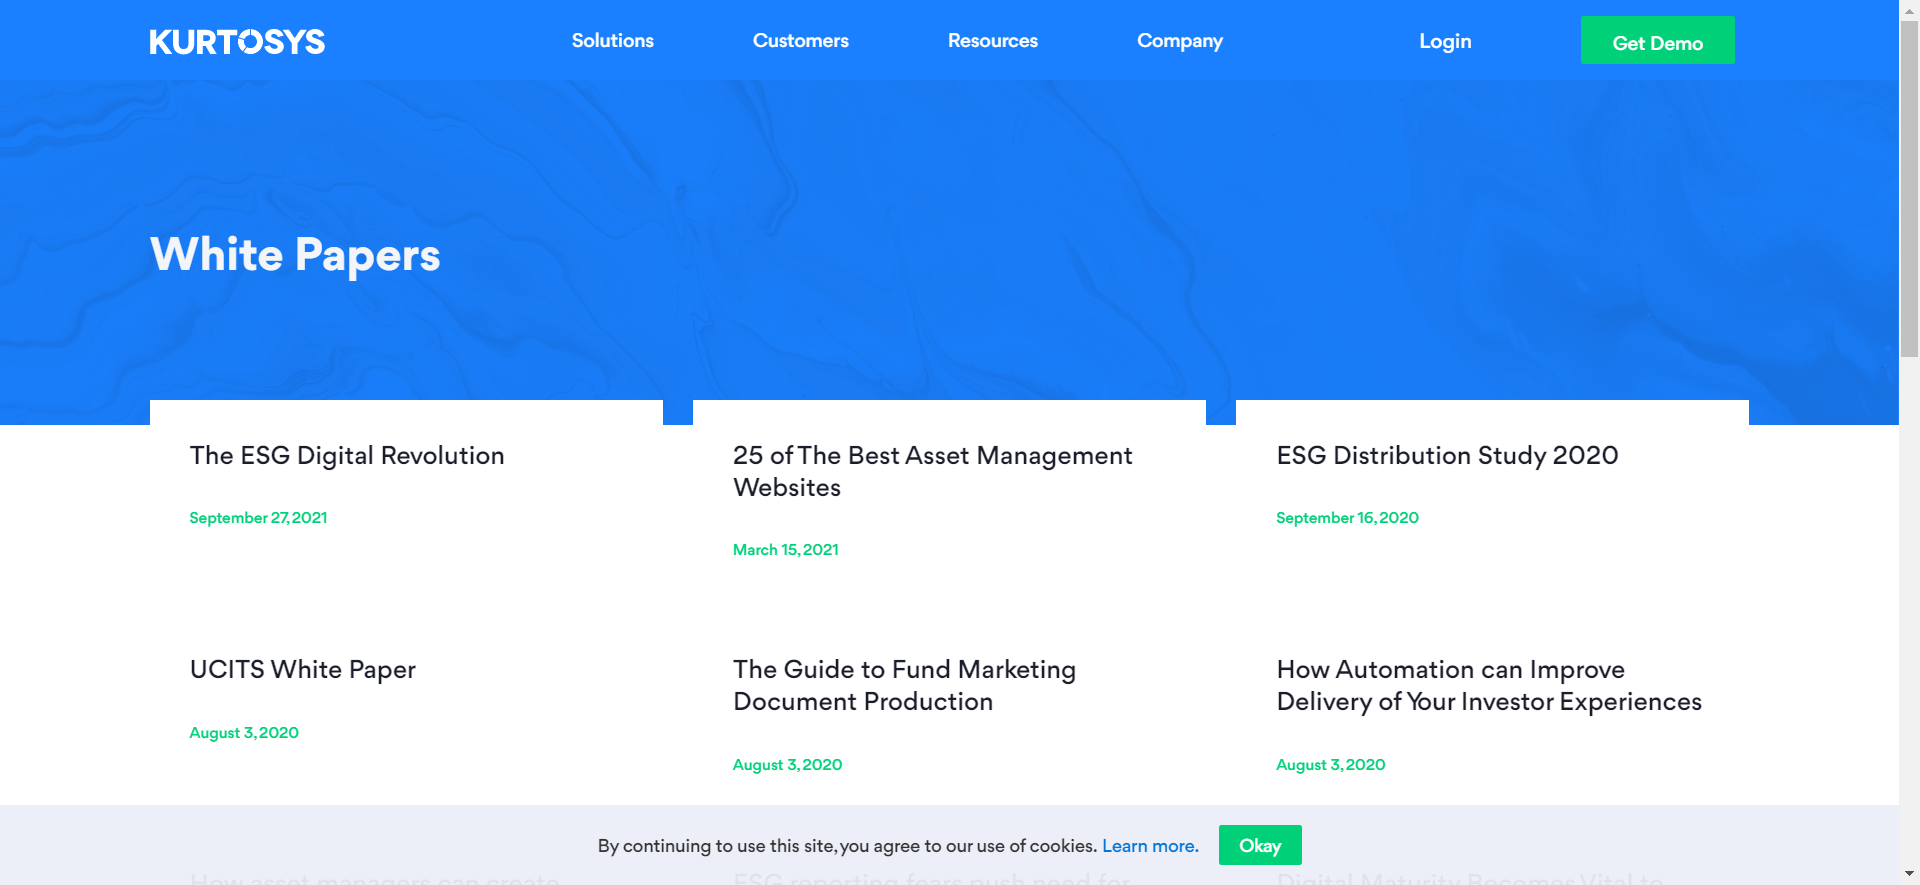 KURTOSYS
Solutions
Customers
Resources
Company
Login
Get Demo
White Papers
The ESG Digital Revolution
September 27, 2021
25 of The Best Asset Management
Websites
March 15, 2021
ESG Distribution Study 2020
September 16, 2020
UCITS White Paper
August 3, 2020
The Guide to Fund Marketing
Document Production
August 3, 2020
How Automation can Improve
Delivery of Your Investor Experiences
August 3, 2020
By continuing to use this site, you agree to our use of cookies. Learn more.
Okay
How asset managers can create
ESG reporting fears push need for
Digital Maturity Becomes Vital to